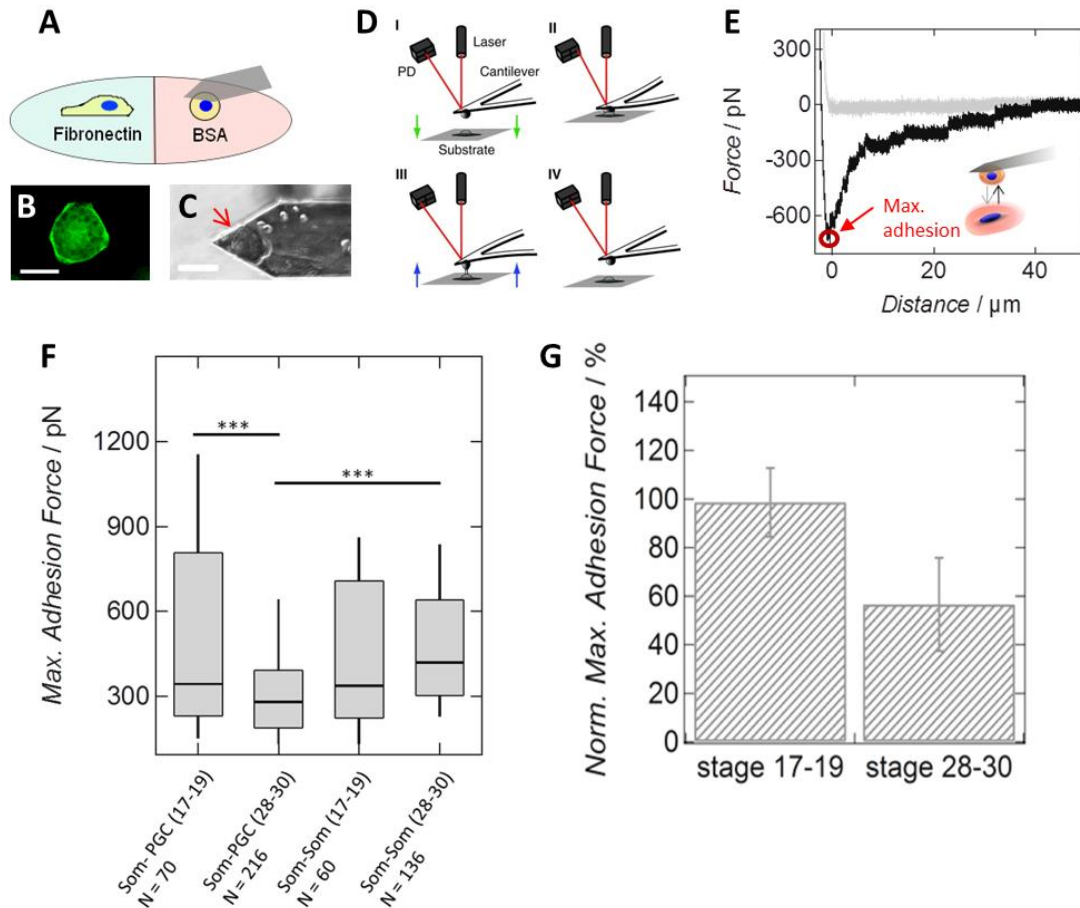 A
Fibronectin
BSA
B
C
D
I
Laser
PD
Cantilever
Substrate
II
III
IV
E
Force / pN
300
0
-300
-600
Max.
adhesion
0
20
40
Distance / μm
F
Max. Adhesion Force / pN
1200
900
600
300
***
***
Som- PGC (17-19)
N = 70
Som-PGC (28-30)
N = 216
Som-Som (17-19)
N = 60
Som-Som (28-30)
N = 136
G
Norm. Max. Adhesion Force / %
140
120
100
80
60
40
20
0
stage 17-19
stage 28-30